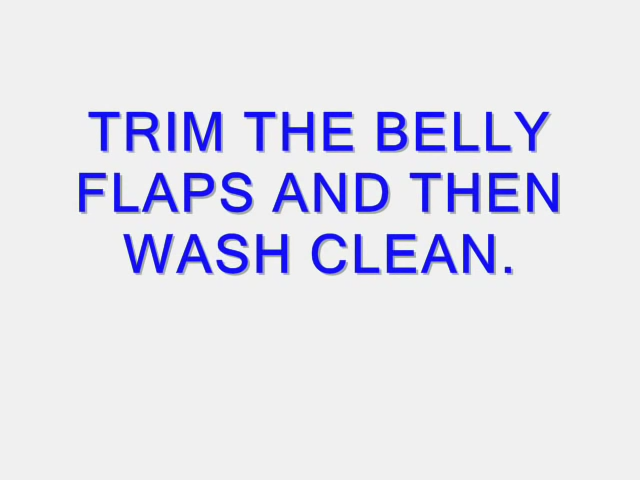 TRIM THE BELLY
FLAPS AND THEN
WASH CLEAN.